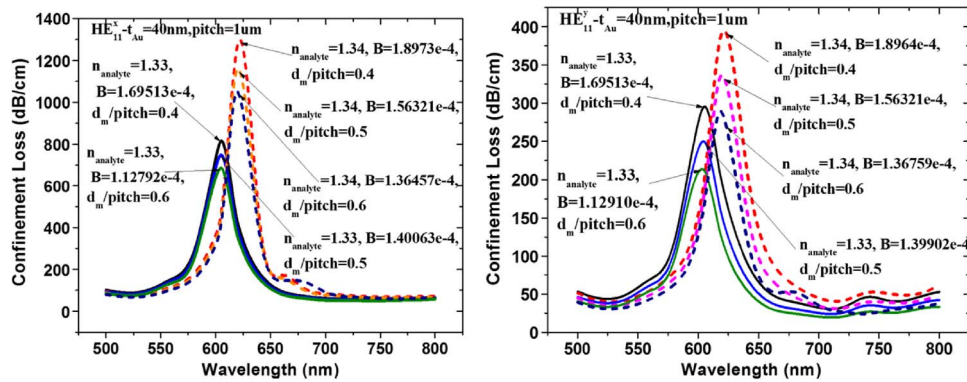 HE11x-tAu=40nm,pitch=1um
nanalyte=1.34, B=1.8973e-4,
dm/pitch=0.4
nanalyte=1.33,
B=1.69513e-4,
dm/pitch=0.4
nanalyte=1.34, B=1.56321e-4,
dm/pitch=0.5
nanalyte=1.33,
B=1.12792e-4,
dm/pitch=0.6
nanalyte=1.34, B=1.36457e-4,
dm/pitch=0.6
nanalyte=1.33, B=1.40063e-4,
dm/pitch=0.5
Confinement Loss (dB/cm)
1400
1200
1000
800
600
400
200
0
500 550 600 650 700 750 800
Wavelength (nm)
HE11y-tAu=40nm,pitch=1um
nanalyte=1.34, B=1.8964e-4,
dm/pitch=0.4
nanalyte=1.33,
B=1.69513e-4,
dm/pitch=0.4
nanalyte=1.34, B=1.56321e-4,
dm/pitch=0.5
nanalyte=1.33,
B=1.12910e-4,
dm/pitch=0.6
nanalyte=1.34, B=1.36759e-4,
dm/pitch=0.6
nanalyte=1.33, B=1.39902e-4,
dm/pitch=0.5
Confinement Loss (dB/cm)
400
350
300
250
200
150
100
50
0
500 550 600 650 700 750 800
Wavelength (nm)